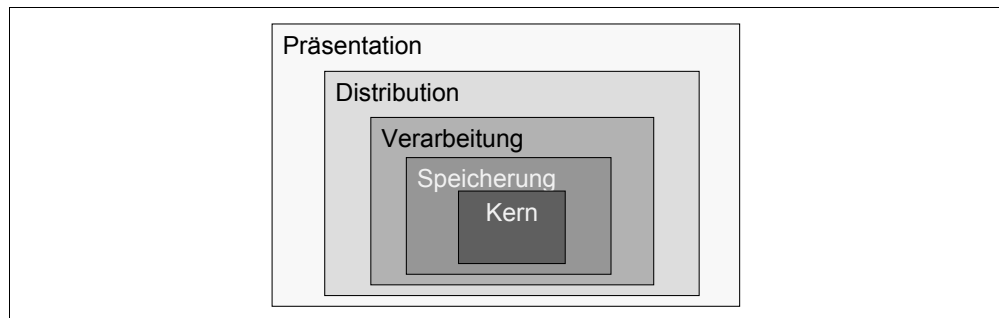 Präsentation
Distribution
Verarbeitung
Speicherung
Kern